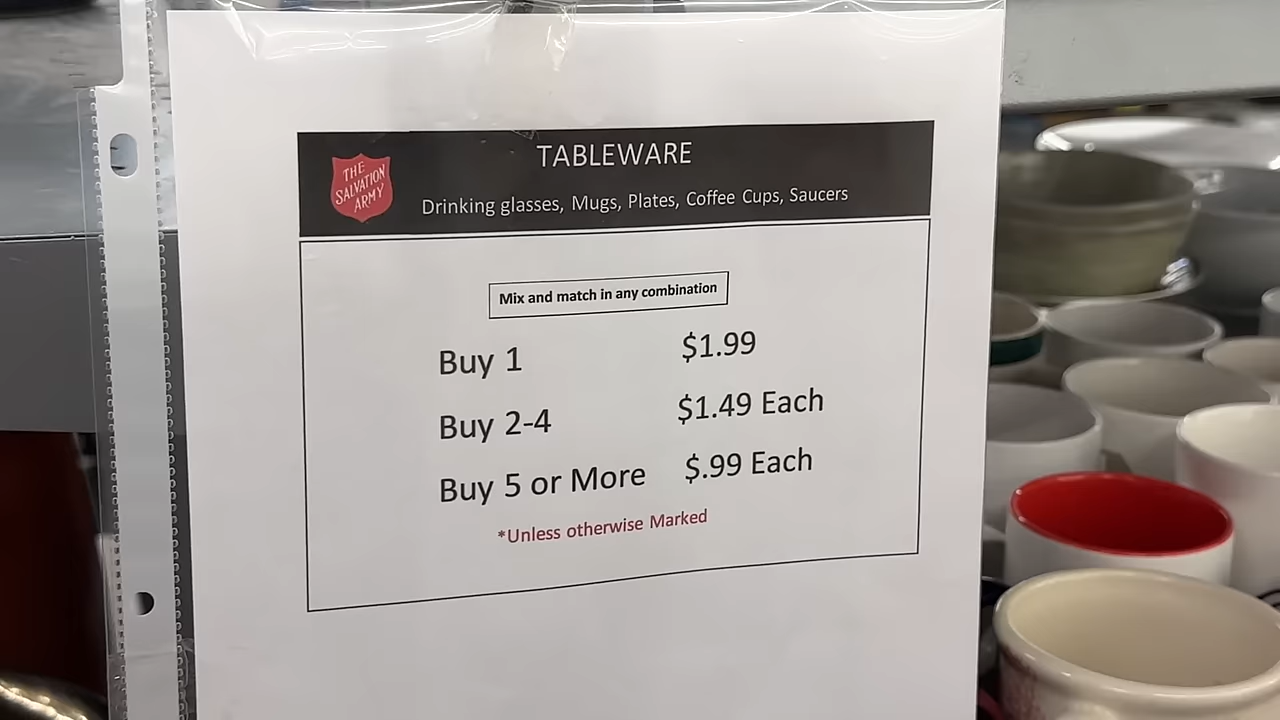 TABLEWARE
THE
SALVATION
ARMY
Drinking glasses, Mugs, Plates, Coffee Cups, Saucers
Mix and match in any combination
Buy 1 $1.99
Buy 2-4 $1.49 Each
Buy 5 or More $.99 Each
*Unless otherwise Marked